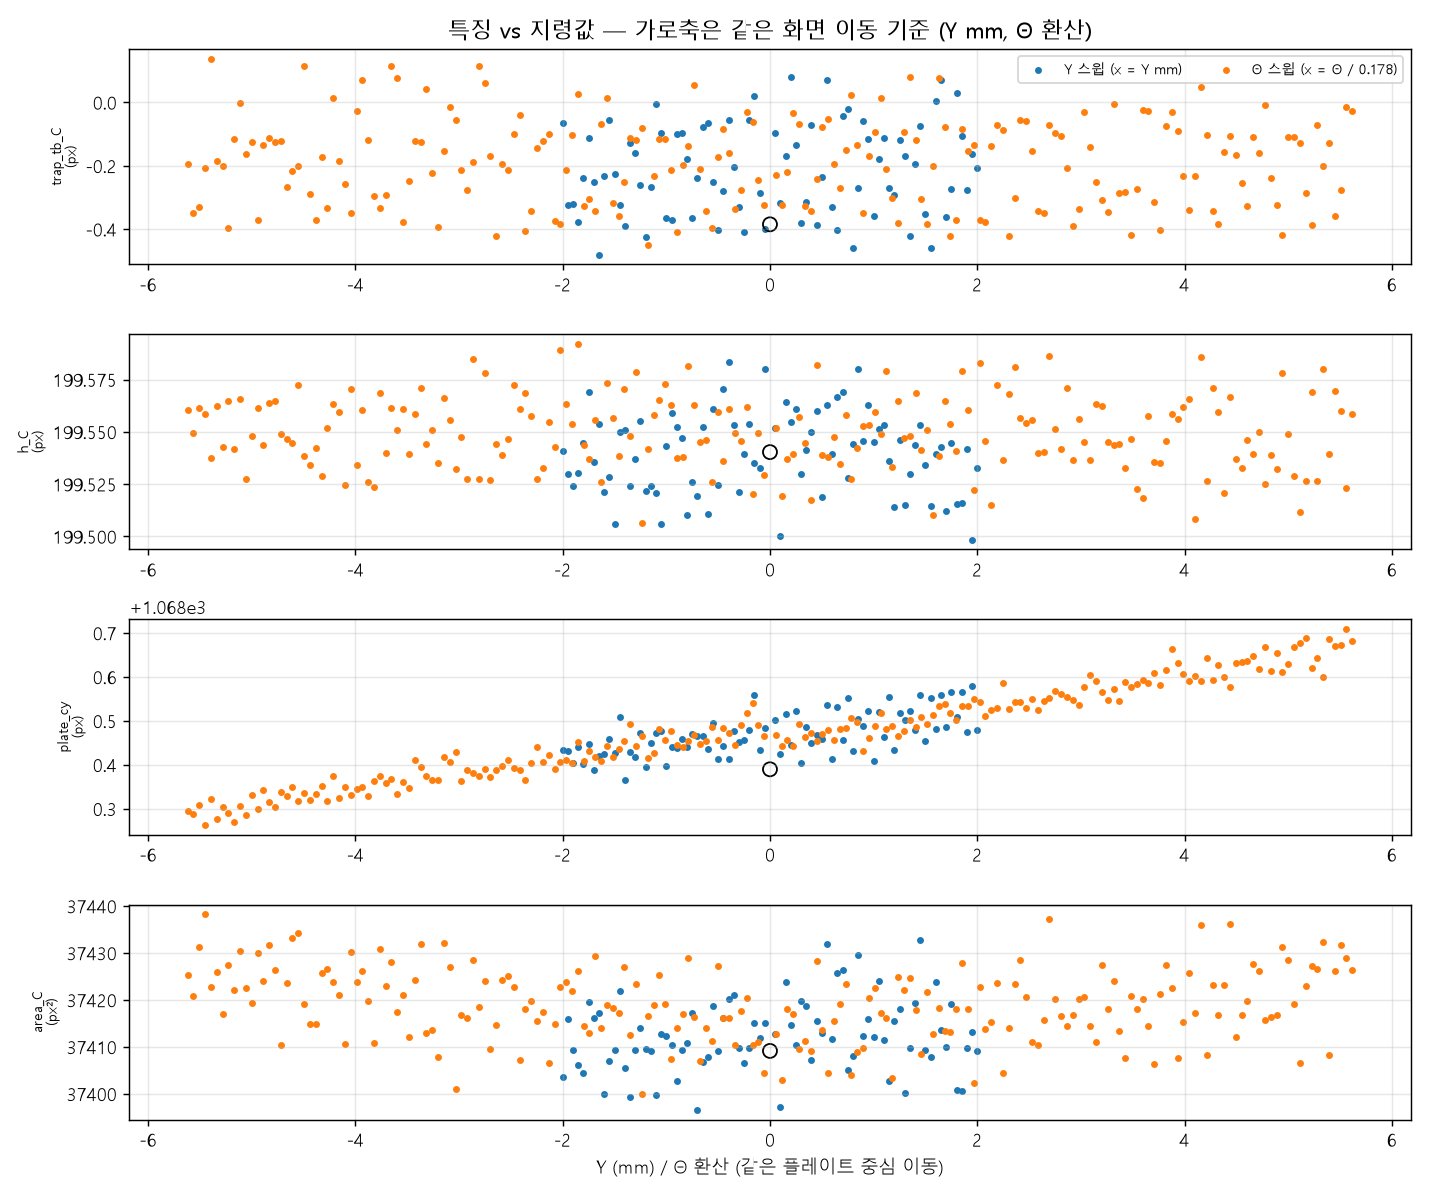 특징 vs 지령값 — 가로축은 같은 화면 이동 기준 (Y mm, Θ 환산)
Y 스윕 (x = Y mm)
Θ 스윕 (x = Θ / 0.178)
trap_tb_C
(px)
0.0
-0.2
-0.4
-6 -4 -2 0 2 4 6
h_C
(px)
199.575
199.550
199.525
199.500
-6 -4 -2 0 2 4 6
+1.068e3
plate_cy
(px)
0.7
0.6
0.5
0.4
0.3
-6 -4 -2 0 2 4 6
area_C
(px²)
37440
37430
37420
37410
37400
-6 -4 -2 0 2 4 6
Y (mm) / Θ 환산 (같은 플레이트 중심 이동)